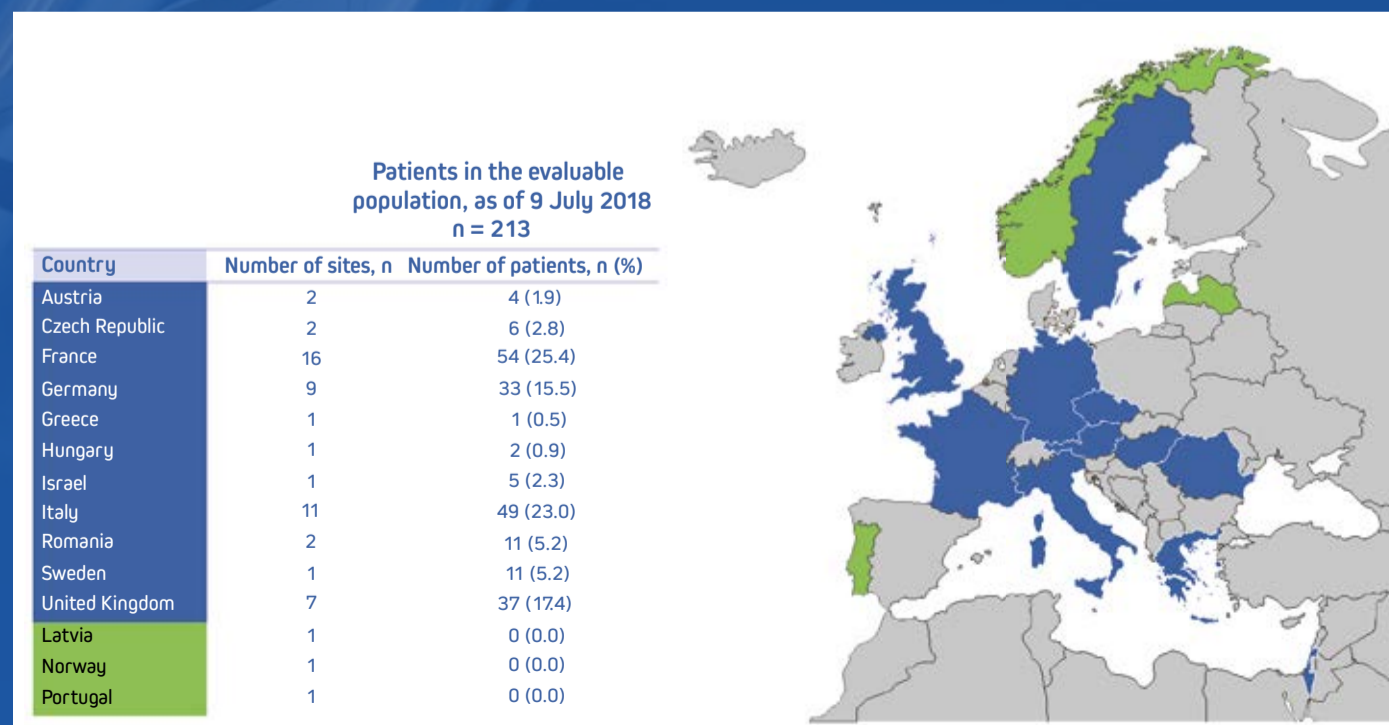 Patients in the evaluable
population, as of 9 July 2018
n = 213
Country Number of sites, n Number of patients, n (%)
Austria 2 4 (1.9)
Czech Republic 2 6 (2.8)
France 16 54 (25.4)
Germany 9 33 (15.5)
Greece 1 1 (0.5)
Hungary 1 2 (0.9)
Israel 1 5 (2.3)
Italy 11 49 (23.0)
Romania 2 11 (5.2)
Sweden 1 11 (5.2)
United Kingdom 7 37 (17.4)
Latvia 1 0 (0.0)
Norway 1 0 (0.0)
Portugal 1 0 (0.0)